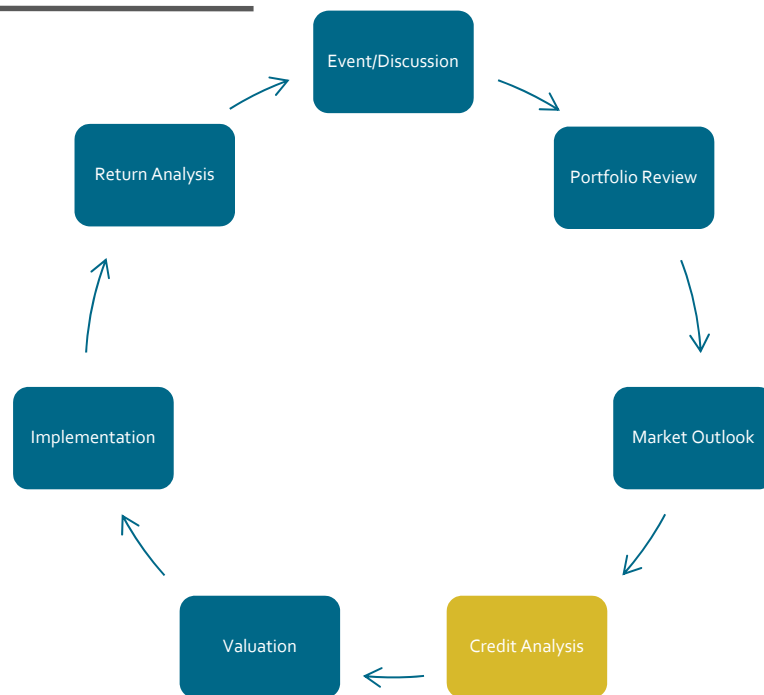 Event/Discussion
Portfolio Review
Market Outlook
Credit Analysis
Valuation
Implementation
Return Analysis